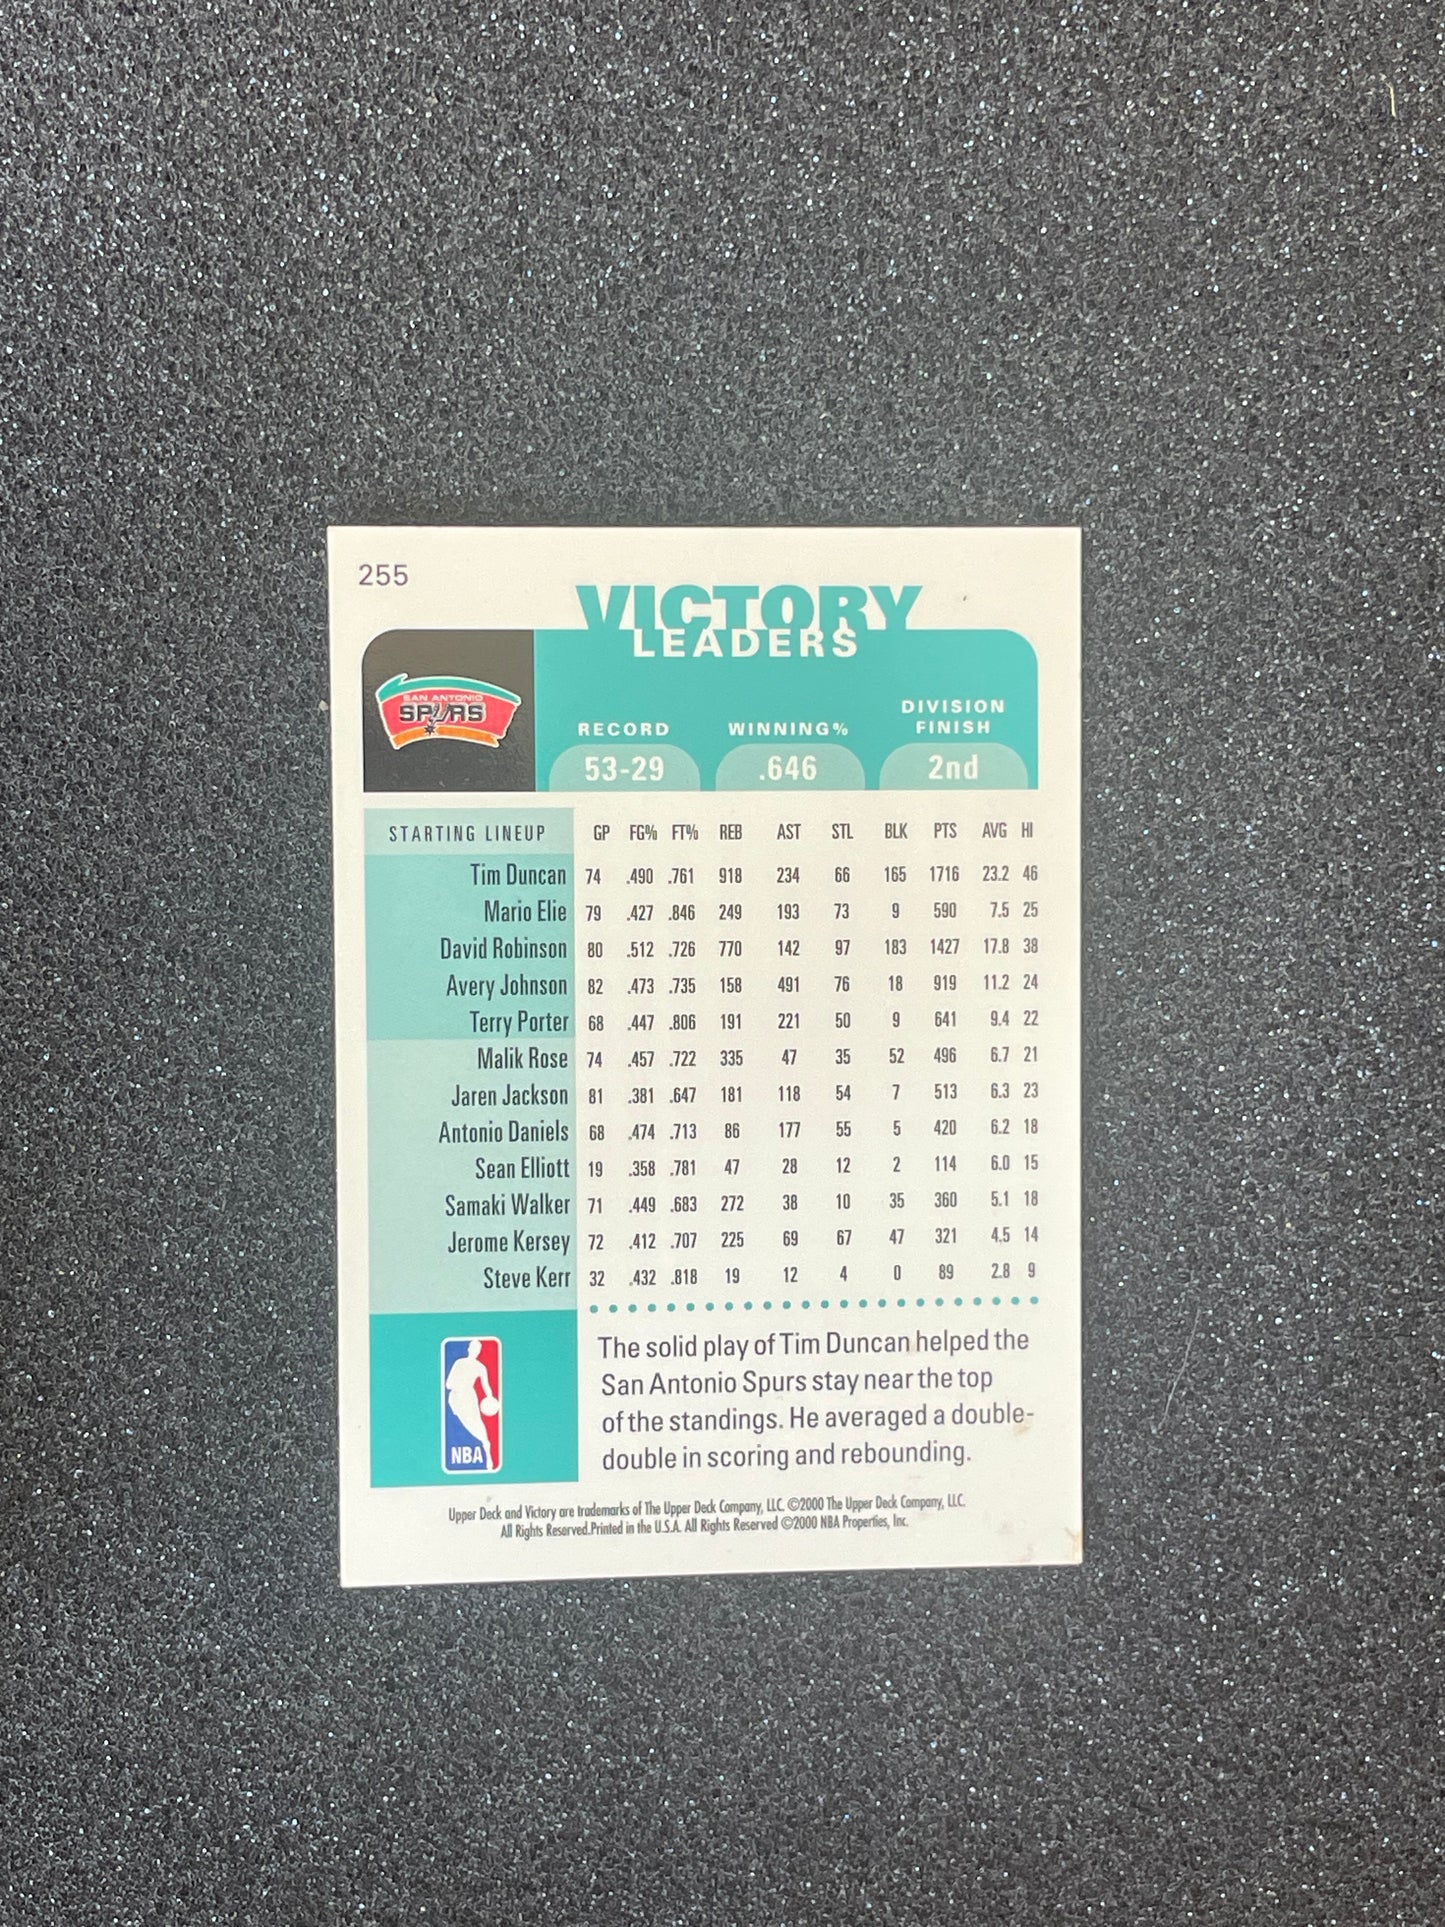 255
VICTORY
LEADERS
SAN ANTONIO
SPURS
RECORD WINNING% DIVISION FINISH
53-29 .646 2nd
STARTING LINEUP GP FG% FT% REB AST STL BLK PTS AVG HI
Tim Duncan 74 .490 .761 918 234 66 165 1716 23.2 46
Mario Elie 79 .427 .846 249 193 73 9 590 7.5 25
David Robinson 80 .512 .726 770 142 97 183 1427 17.8 38
Avery Johnson 82 .473 .735 158 491 76 18 919 11.2 24
Terry Porter 68 .447 .806 191 221 50 9 641 9.4 22
Malik Rose 74 .457 .722 335 47 35 52 496 6.7 21
Jaren Jackson 81 .381 .647 181 118 54 7 513 6.3 23
Antonio Daniels 68 .474 .713 86 177 55 5 420 6.2 18
Sean Elliott 19 .358 .781 47 28 12 2 114 6.0 15
Samaki Walker 71 .449 .683 272 38 10 35 360 5.1 18
Jerome Kersey 72 .412 .707 225 69 67 47 321 4.5 14
Steve Kerr 32 .432 .818 19 12 4 0 89 2.8 9
The solid play of Tim Duncan helped the
San Antonio Spurs stay near the top
of the standings. He averaged a double-
double in scoring and rebounding.
NBA
Upper Deck and Victory are trademarks of The Upper Deck Company, LLC. ©2000 The Upper Deck Company, LLC.
All Rights Reserved.Printed in the U.S.A. All Rights Reserved ©2000 NBA Properties, Inc.